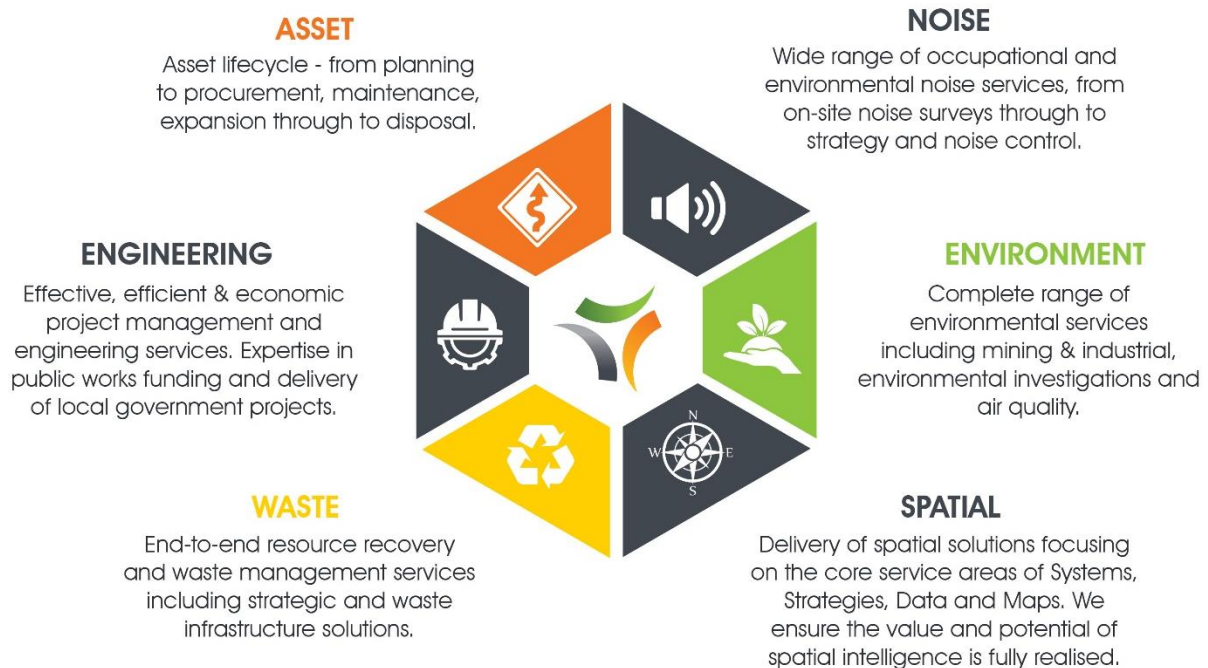 ASSET
Asset lifecycle - from planning
to procurement, maintenance,
expansion through to disposal.
NOISE
Wide range of occupational and
environmental noise services, from
on-site noise surveys through to
strategy and noise control.
ENGINEERING
Effective, efficient & economic
project management and
engineering services. Expertise in
public works funding and delivery
of local government projects.
ENVIRONMENT
Complete range of
environmental services
including mining & industrial,
environmental investigations and
air quality.
N
W E
S
WASTE
End-to-end resource recovery
and waste management services
including strategic and waste
infrastructure solutions.
SPATIAL
Delivery of spatial solutions focusing
on the core service areas of Systems,
Strategies, Data and Maps. We
ensure the value and potential of
spatial intelligence is fully realised.